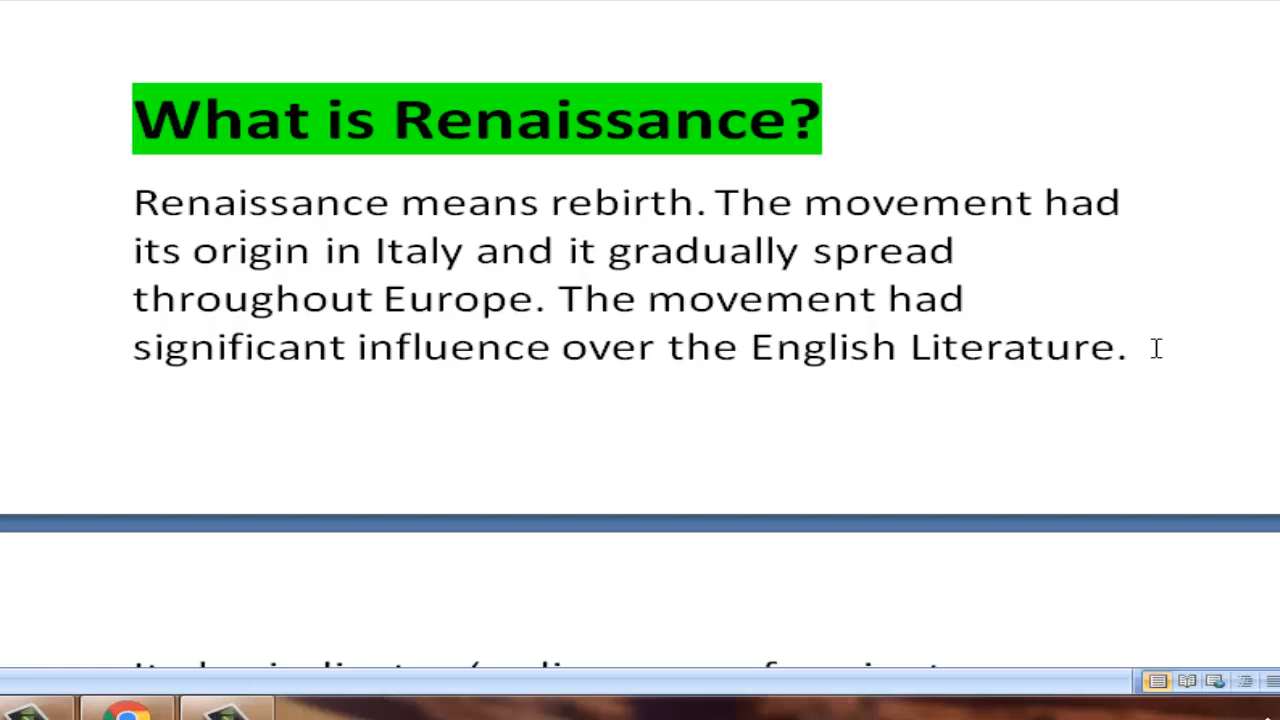 What is Renaissance?
Renaissance means rebirth. The movement had
its origin in Italy and it gradually spread
throughout Europe. The movement had
significant influence over the English Literature.